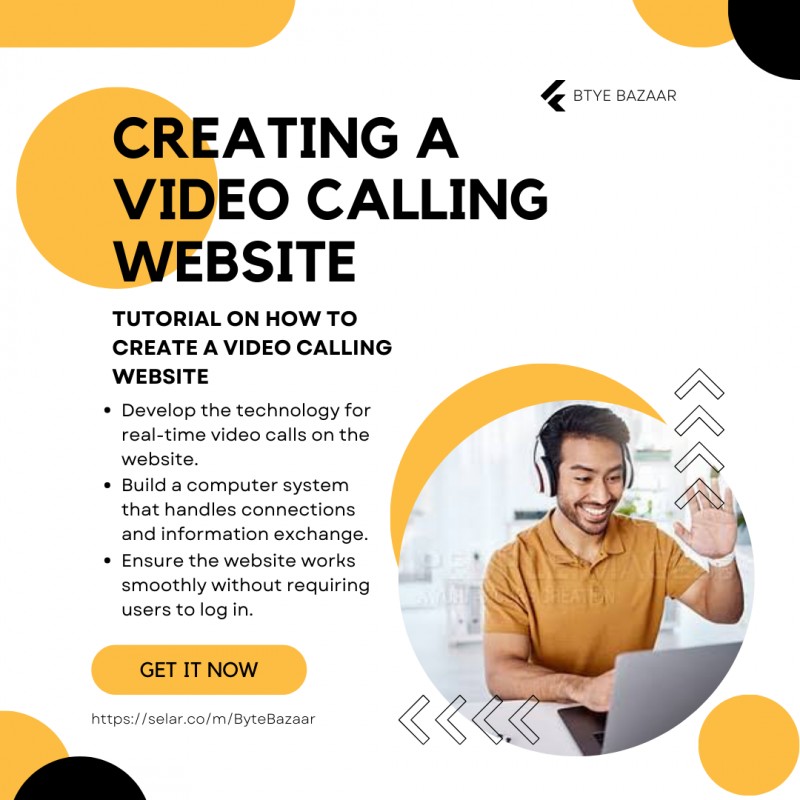 BTYE BAZAAR
CREATING A
VIDEO CALLING
WEBSITE
TUTORIAL ON HOW TO
CREATE A VIDEO CALLING
WEBSITE
• Develop the technology for
real-time video calls on the
website.
• Build a computer system
that handles connections
and information exchange.
• Ensure the website works
smoothly without requiring
users to log in.
GET IT NOW
https://selar.co/m/ByteBazaar